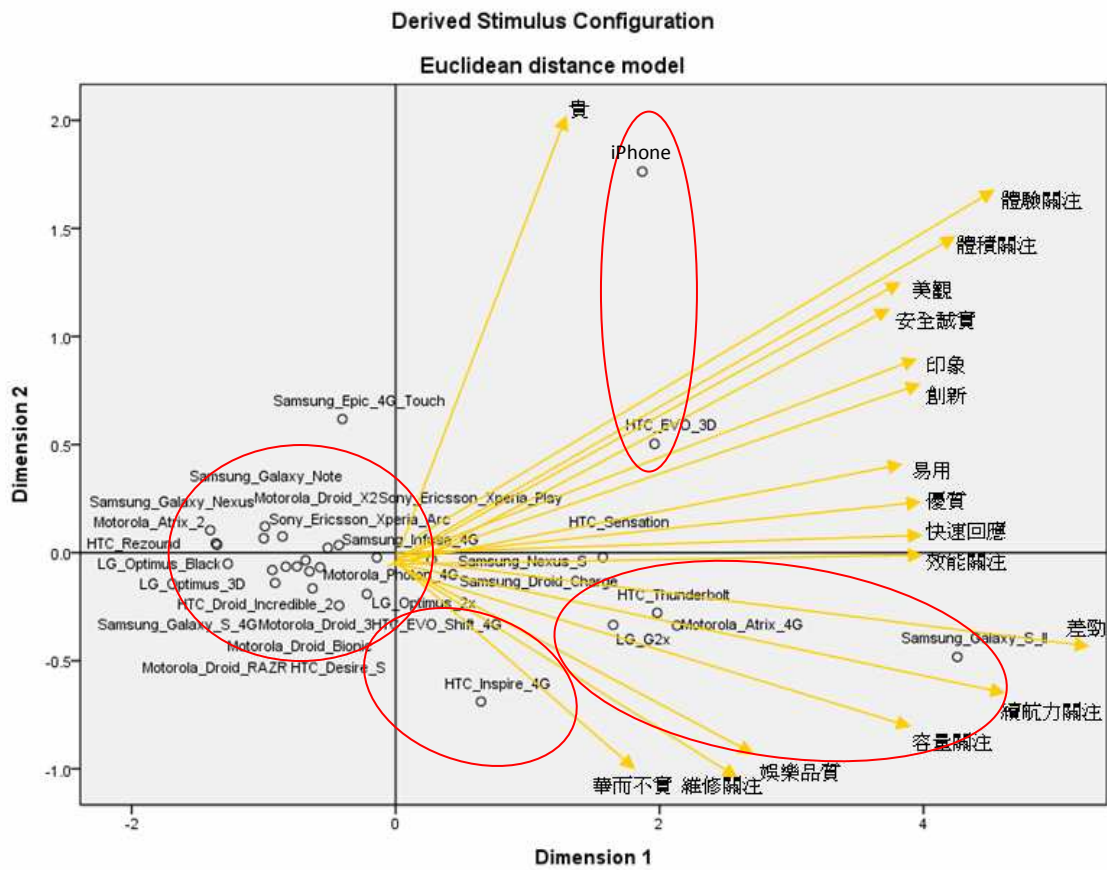 Derived Stimulus Configuration
Euclidean distance model
貴
2.0
iPhone
體驗關注
1.5
體積關注
美觀
安全誠實
1.0
印象
創新
Samsung_Epic_4G_Touch
HTC_EVO_3D
0.5
易用
Samsung_Galaxy_Note
Samsung_Galaxy_Nexus
Motorola_Droid_X2Sony_Ericsson_Xperia_Play
優質
Motorola_Atrix_2
Sony_Ericsson_Xperia_Arc
HTC_Sensation
快速回應
HTC_Rezound
Samsung_Infuse_4G
0.0
效能關注
LG_Optimus_Black
Samsung_Nexus_S
Motorola_Photon_4G
LG_Optimus_3D
Samsung_Droid_Charge
HTC_Thunderbolt
HTC_Droid_Incredible_2
LG_Optimus_2x
Samsung_Galaxy_S_4GMotorola_Droid_3HTC_EVO_Shift_4G
Motorola_Atrix_4G
差勁
LG_G2x
Samsung_Galaxy_S_II
Motorola_Droid_Bionic
-0.5
Motorola_Droid_RAZR HTC_Desire_S
HTC_Inspire_4G
續航力關注
容量關注
娛樂品質
-1.0
華而不實 維修關注
-2
0
2
4
Dimension 1
Dimension 2